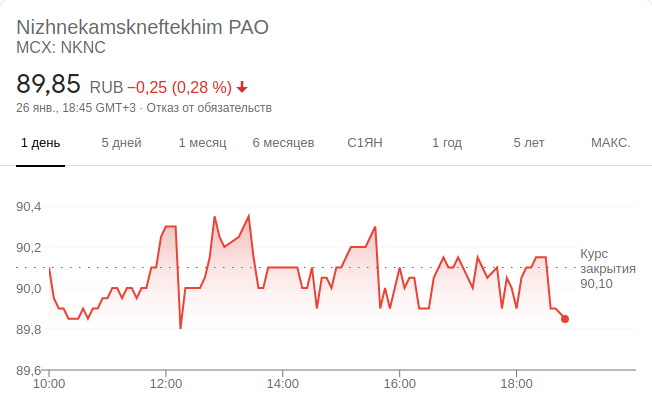 Nizhnekamskneftekhim PAO
MCX: NKNC
89,85 RUB −0,25 (0,28 %)
26 янв., 18:45 GMT+3 · Отказ от обязательств
1 день 5 дней 1 месяц 6 месяцев С1ЯН 1 год 5 лет МАКС.
90,4
90,2
90,0
89,8
89,6
Курс
закрытия
90,10
10:00 12:00 14:00 16:00 18:00